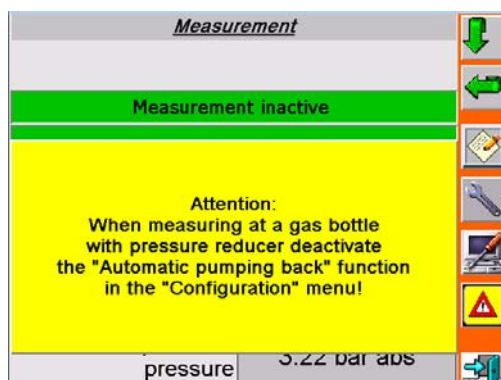 Measurement
Measurement inactive
Attention:
When measuring at a gas bottle
with pressure reducer deactivate
the "Automatic pumping back" function
in the "Configuration" menu!
pressure 3.22 bar abs